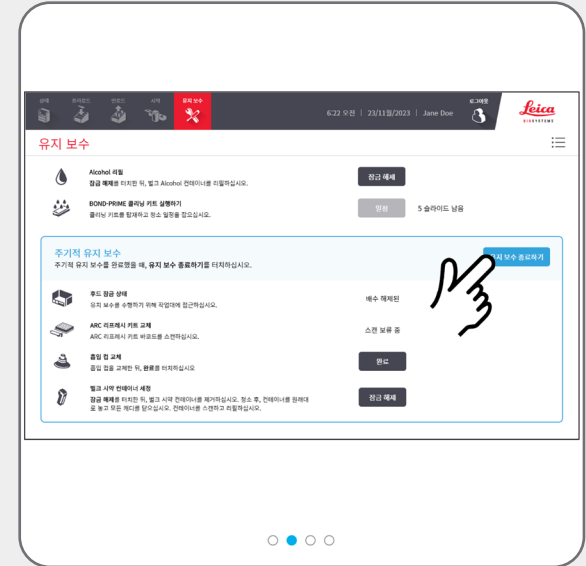 상태 프리로드 언로드 시약 유지 보수 6:22 오전 | 23/11월/2023 | Jane Doe 로그아웃 Leica
BIOSYSTEMS
유지 보수
Alcohol 리필
잠금 해제를 터치한 뒤, 벌크 Alcohol 컨테이너를 리필하십시오.
잠금 해제
BOND-PRIME 클리닝 키트 실행하기
클리닝 키트를 탑재하고 청소 일정을 잡으십시오.
일정 5 슬라이드 남음
주기적 유지 보수
주기적 유지 보수를 완료했을 때, 유지 보수 종료하기를 터치하십시오.
지 보수 종료하기
후드 잠금 상태
유지 보수를 수행하기 위해 작업대에 접근하십시오.
배수 해제된
ARC 리프레시 키트 교체
ARC 리프레시 키트 바코드를 스캔하십시오.
스캔 보류 중
흡입 컵 교체
흡입 컵을 교체한 뒤, 완료를 터치하십시오
완료
벌크 시약 컨테이너 세정
잠금 해제를 터치한 뒤, 벌크 시약 컨테이너를 제거하십시오. 청소 후, 컨테이너를 원래대
로 놓고 모든 캐디를 닫으십시오. 컨테이너를 스캔하고 리필하십시오.
잠금 해제